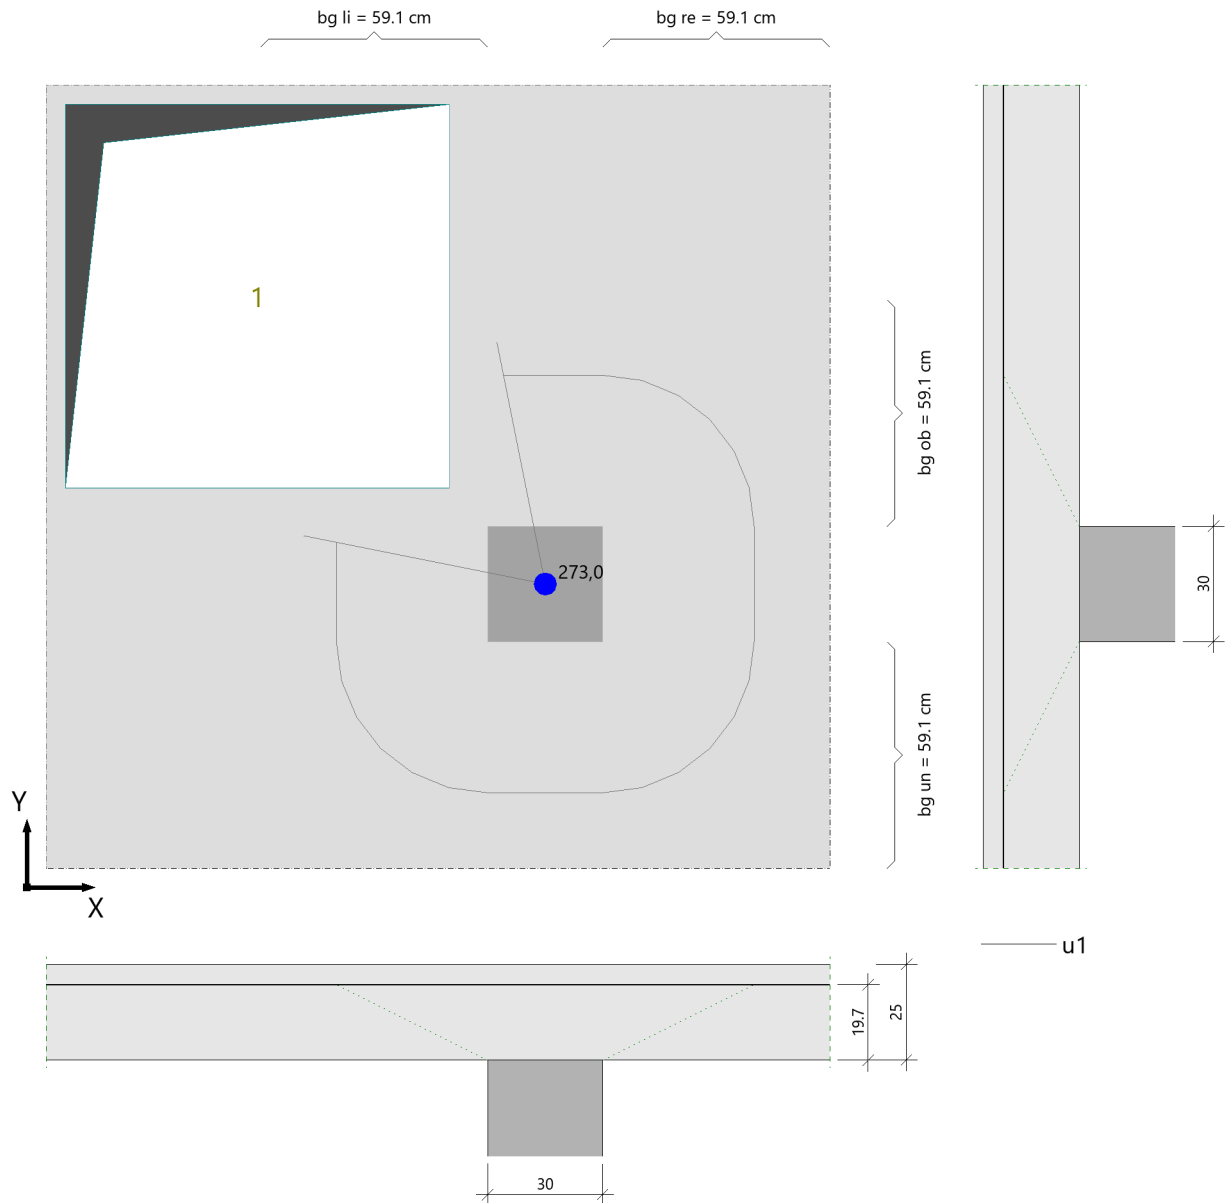 bg li = 59.1 cm
bg re = 59.1 cm
1
bg ob = 59.1 cm
273,0
30
bg un = 59.1 cm
Y
X
u1
19.7
25
30